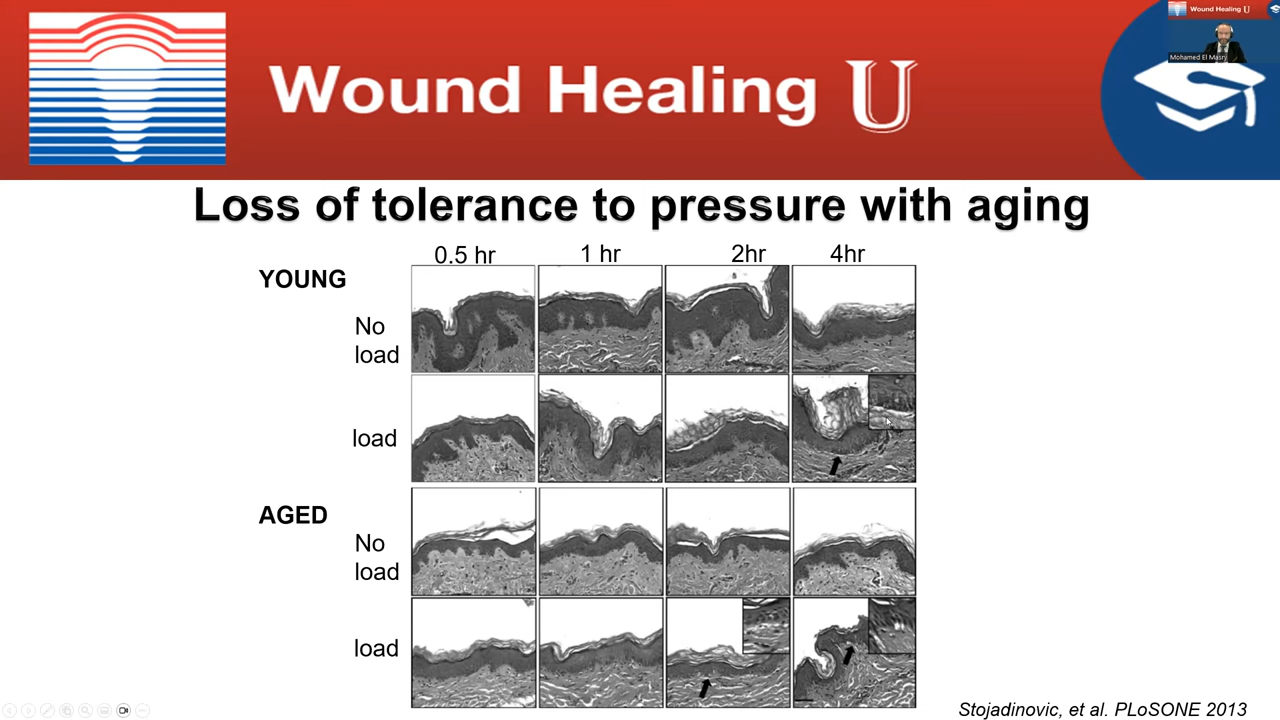 Wound Healing U
Wound Healing U
Mohamed El Masry
Loss of tolerance to pressure with aging
0.5 hr 1 hr 2hr 4hr
YOUNG
No
load
load
AGED
No
load
load
Stojadinovic, et al. PLoSONE 2013